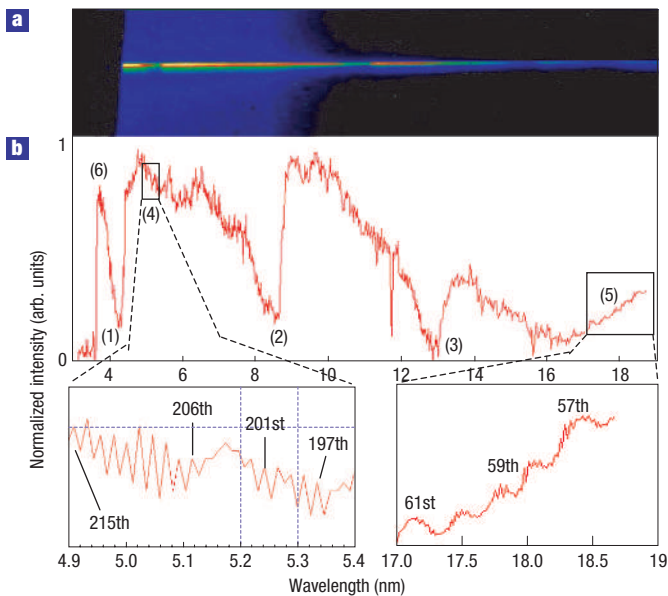 a
b
1
(6)
(4)
(5)
(1)
(2)
(3)
0
4 6 8 10 12 14 16 18
Normalized intensity (arb. units)
206th
201st
197th
215th
4.9 5.0 5.1 5.2 5.3 5.4
57th
59th
61st
17.0 17.5 18.0 18.5 19
Wavelength (nm)